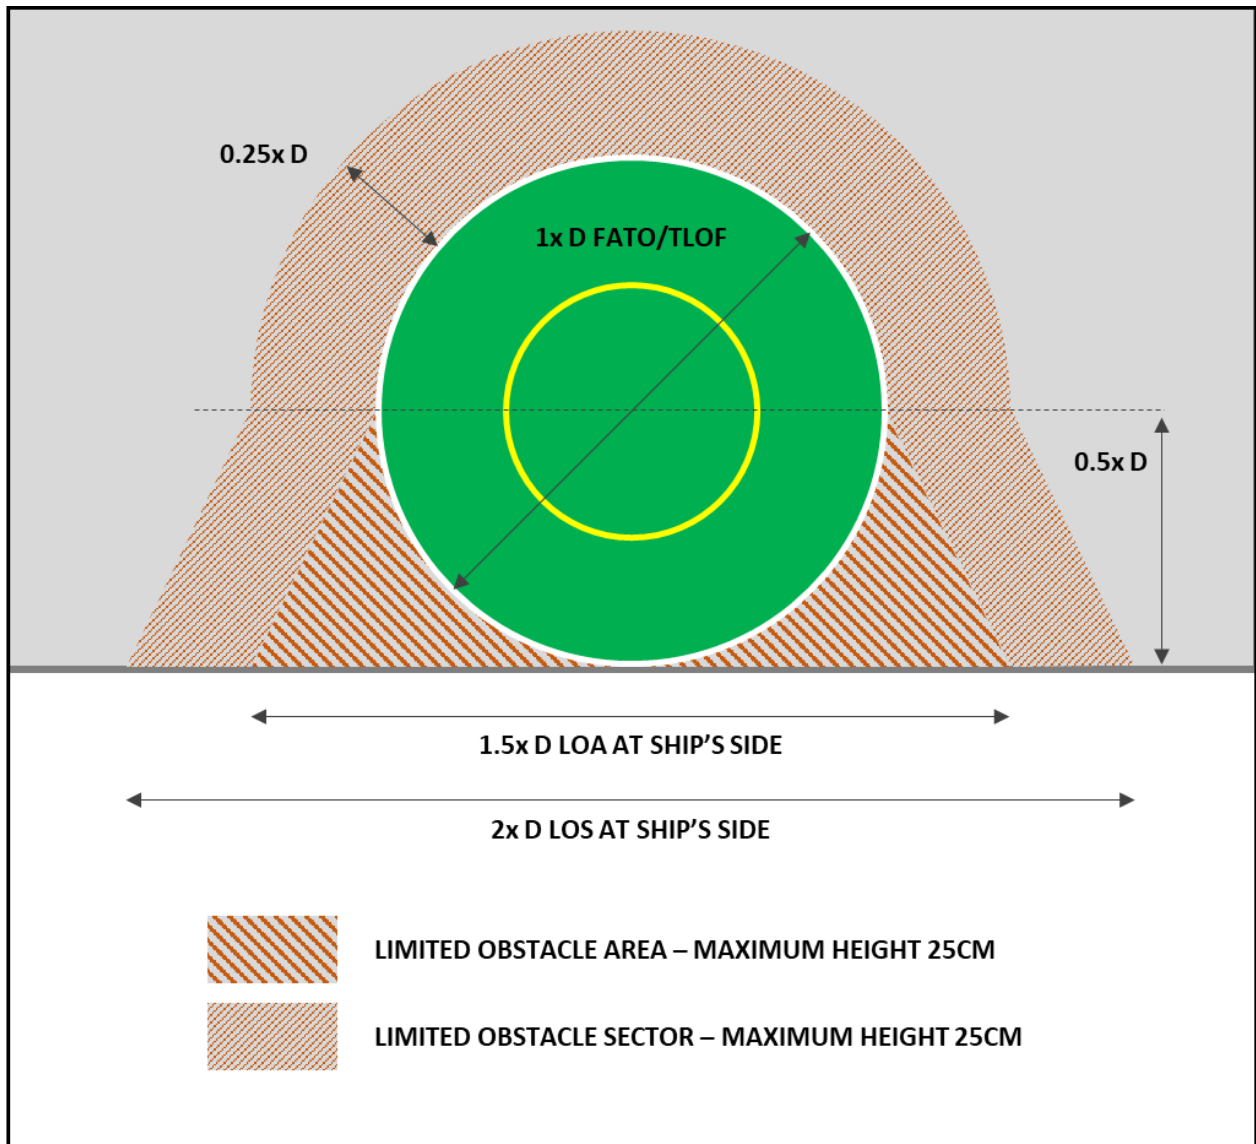 0.25x D
1x D FATO/TLOF
0.5x D
1.5x D LOA AT SHIP’S SIDE
2x D LOS AT SHIP’S SIDE
LIMITED OBSTACLE AREA – MAXIMUM HEIGHT 25CM
LIMITED OBSTACLE SECTOR – MAXIMUM HEIGHT 25CM